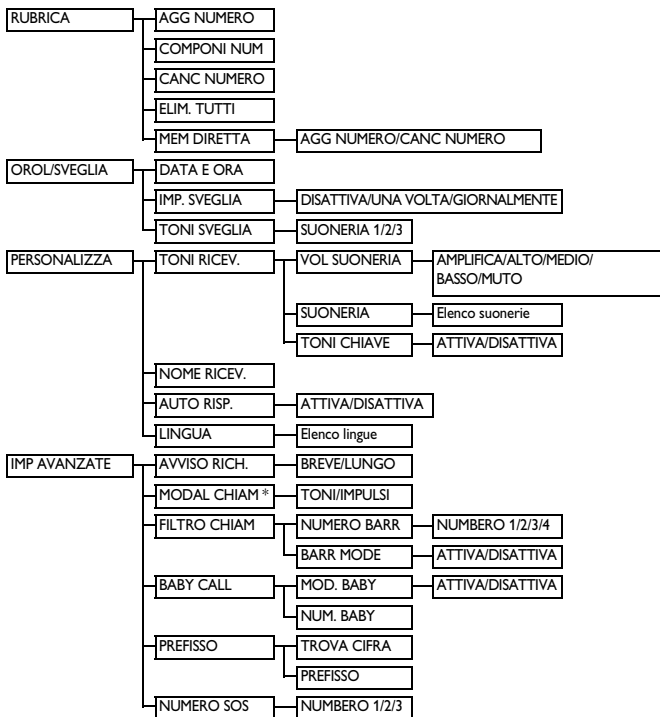 RUBRICA AGG NUMERO
COMPONI NUM
CANC NUMERO
ELIM. TUTTI
MEM DIRETTA AGG NUMERO/CANC NUMERO
OROL/SVEGLIA DATA E ORA
IMP. SVEGLIA DISATTIVA/UNA VOLTA/GIORNALMENTE
TONI SVEGLIA SUONERIA 1/2/3
PERSONALIZZA TONI RICEV. VOL SUONERIA AMPLIFICA/ALTO/MEDIO/
BASSO/MUTO
SUONERIA Elenco suonerie
TONI CHIAVE ATTIVA/DISATTIVA
NOME RICEV.
AUTO RISP. ATTIVA/DISATTIVA
LINGUA Elenco lingue
IMP AVANZATE AVVISO RICH. BREVE/LUNGO
MODAL CHIAM * TONI/IMPULSI
FILTRO CHIAM NUMERO BARR NUMBERO 1/2/3/4
BARR MODE ATTIVA/DISATTIVA
BABY CALL MOD. BABY ATTIVA/DISATTIVA
NUM. BABY
PREFISSO TROVA CIFRA
PREFISSO
NUMERO SOS NUMBERO 1/2/3